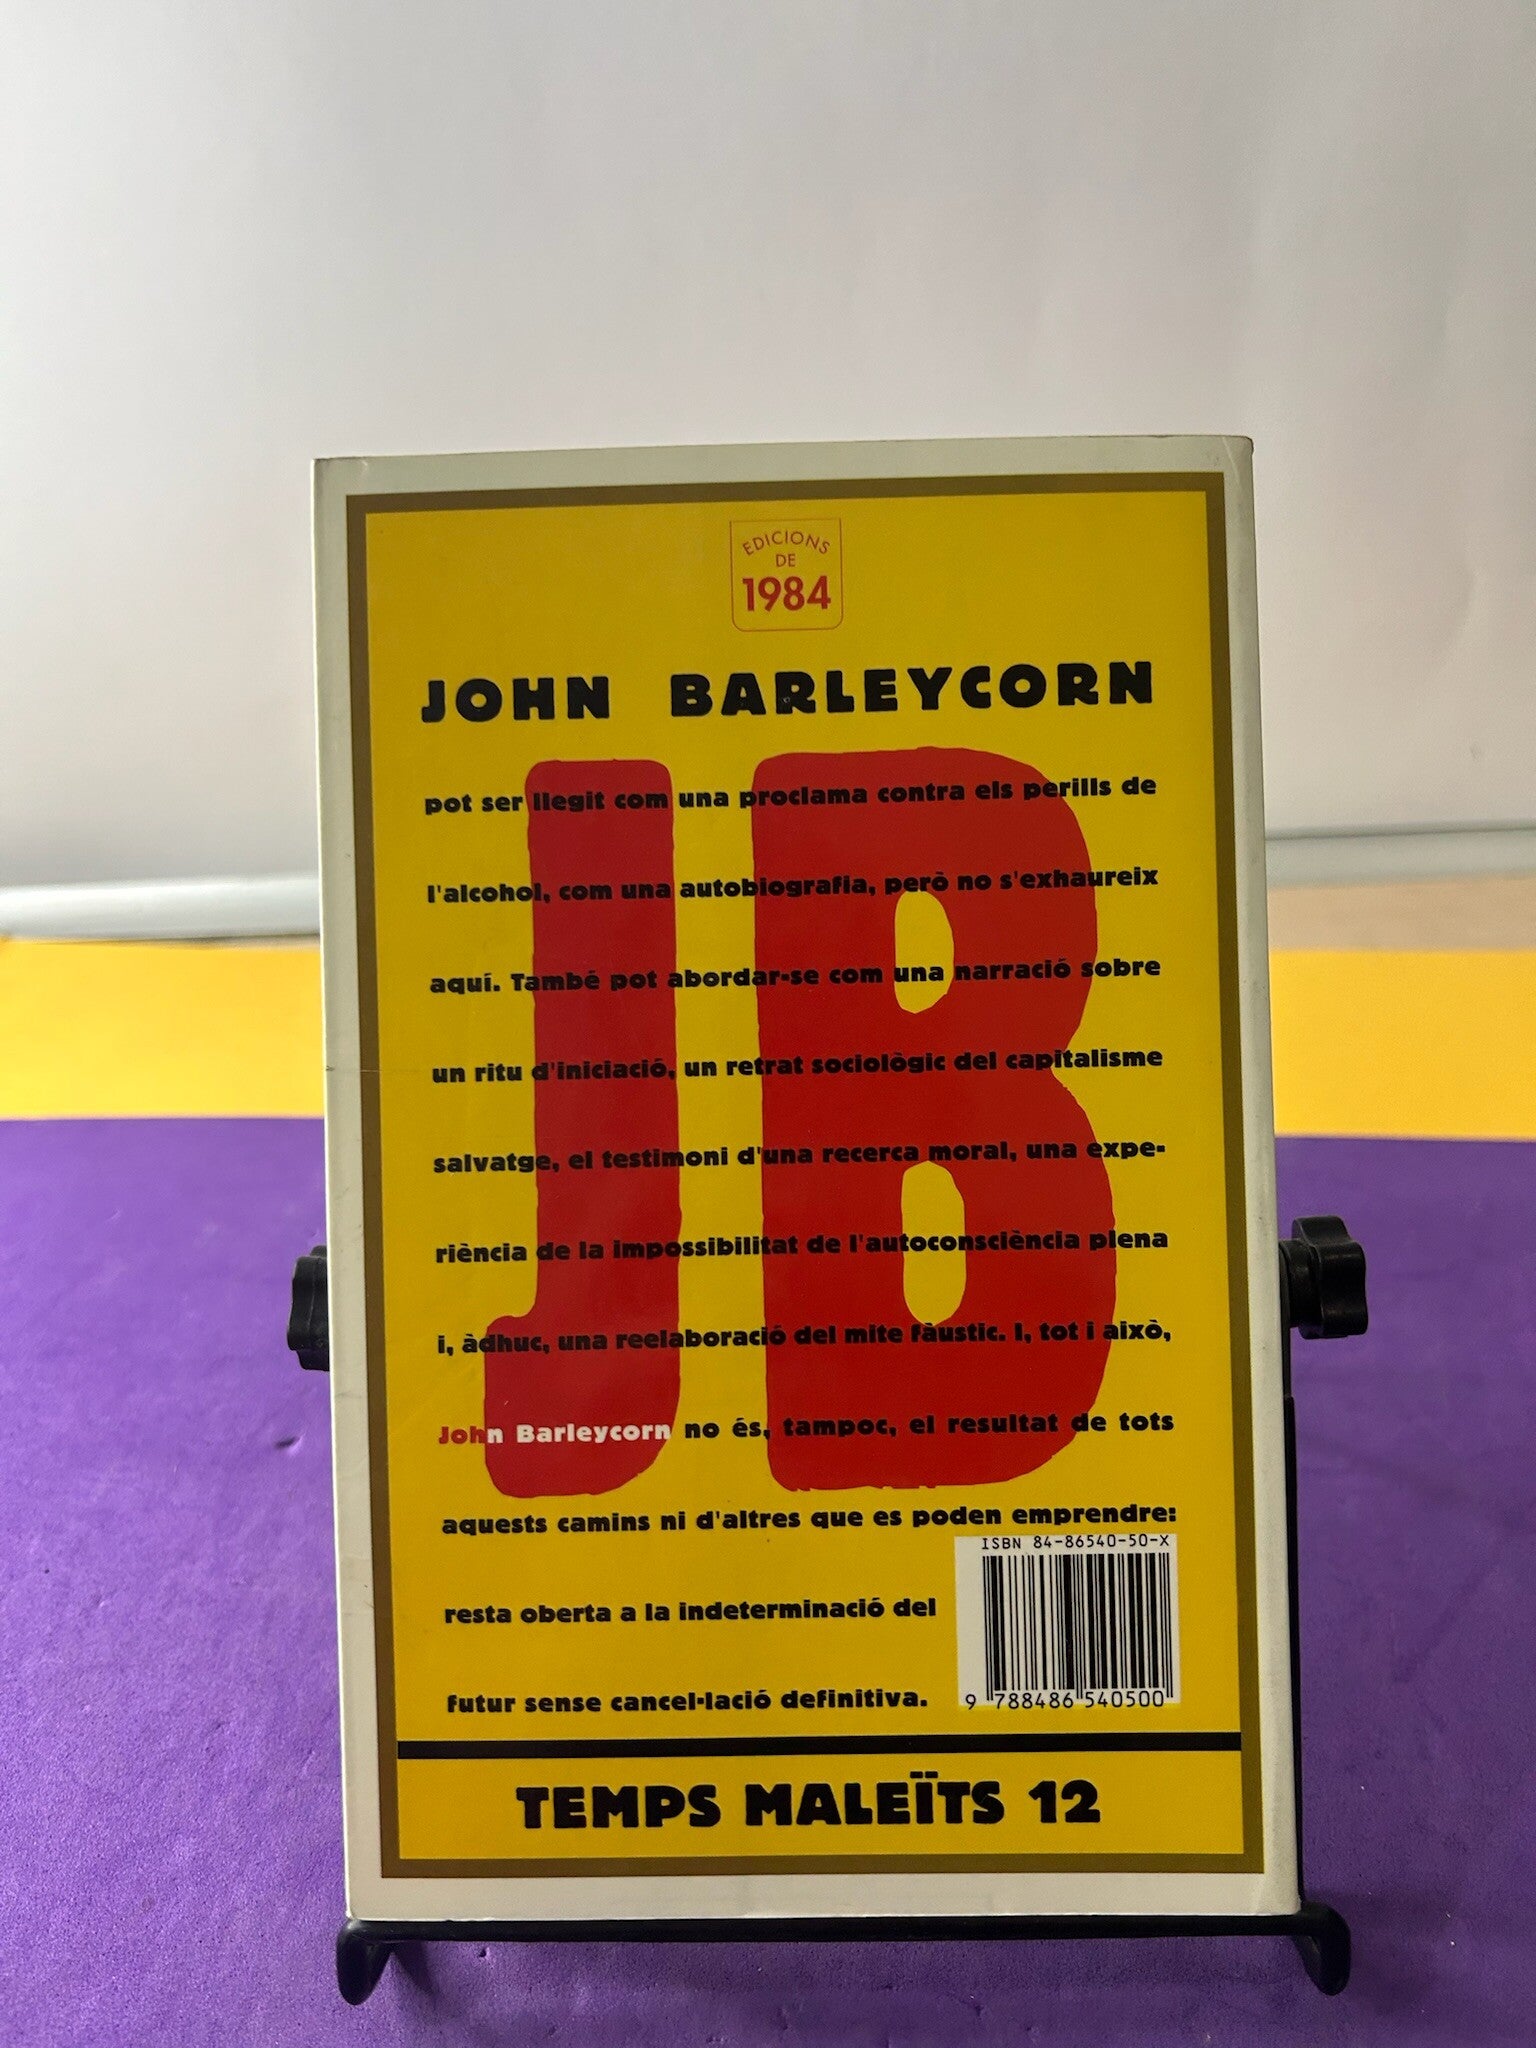 EDICIONS
DE
1984
JOHN BARLEYCORN
pot ser llegit com una proclama contra els perills de
l'alcohol, com una autobiografia, però no s'exhaureix
aquí. També pot abordar-se com una narració sobre
un ritu d'iniciació, un retrat sociològic del capitalisme
salvatge, el testimoni d'una recerca moral, una expe-
riència de la impossibilitat de l'autoconsciència plena
i, àdhuc, una reelaboració del mite fàustic. I, tot i això,
John Barleycorn no és, tampoc, el resultat de tots
aquests camins ni d'altres que es poden emprendre:
resta oberta a la indeterminació del
futur sense cancel·lació definitiva.
JB
ISBN 84-86540-50-X
9 788486 540500
TEMPS MALEÏTS 12